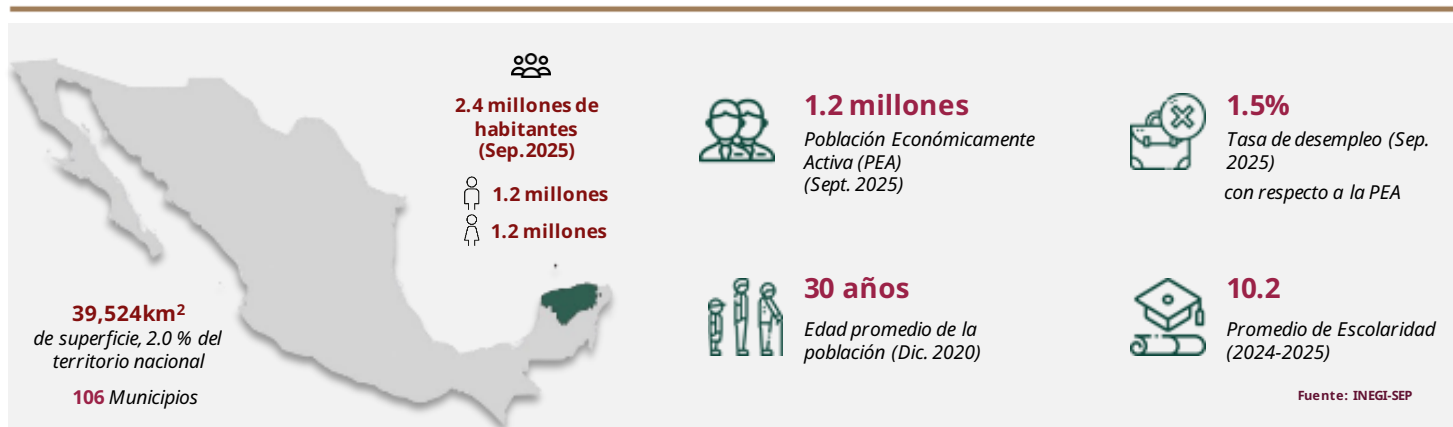 2.4 millones de
habitantes
(Sep.2025)
1.2 millones
1.2 millones
39,524km²
de superficie, 2.0 % del
territorio nacional
106 Municipios
1.2 millones
Población Económicamente
Activa (PEA)
(Sept. 2025)
1.5%
Tasa de desempleo (Sep.
2025)
con respecto a la PEA
30 años
Edad promedio de la
población (Dic. 2020)
10.2
Promedio de Escolaridad
(2024-2025)
Fuente: INEGI-SEP